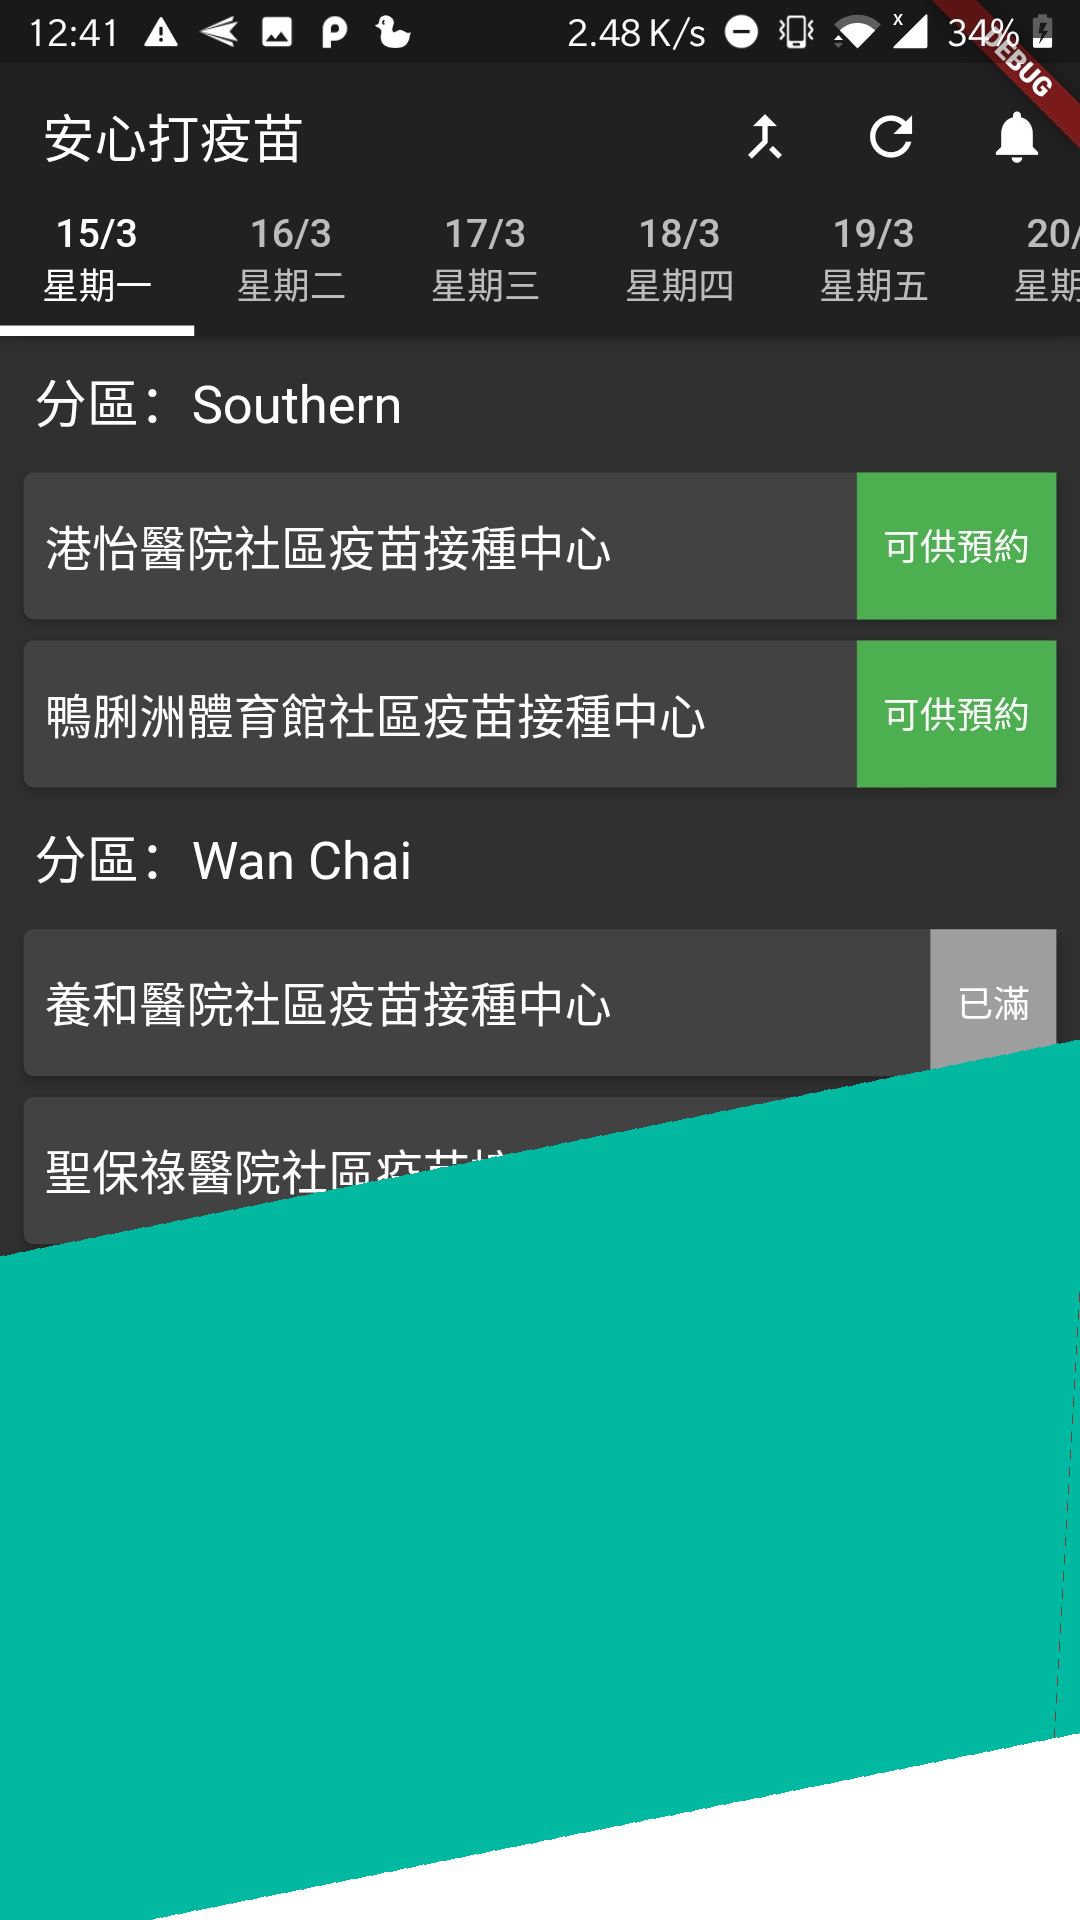 12:41 2.48 K/s 34%
DEBUG
安心打疫苗
15/3 16/3 17/3 18/3 19/3 20/
星期一 星期二 星期三 星期四 星期五 星期
分區：Southern
港怡醫院社區疫苗接種中心 可供預約
鴨脷洲體育館社區疫苗接種中心 可供預約
分區：Wan Chai
養和醫院社區疫苗接種中心 已滿
聖保祿醫院社區疫苗